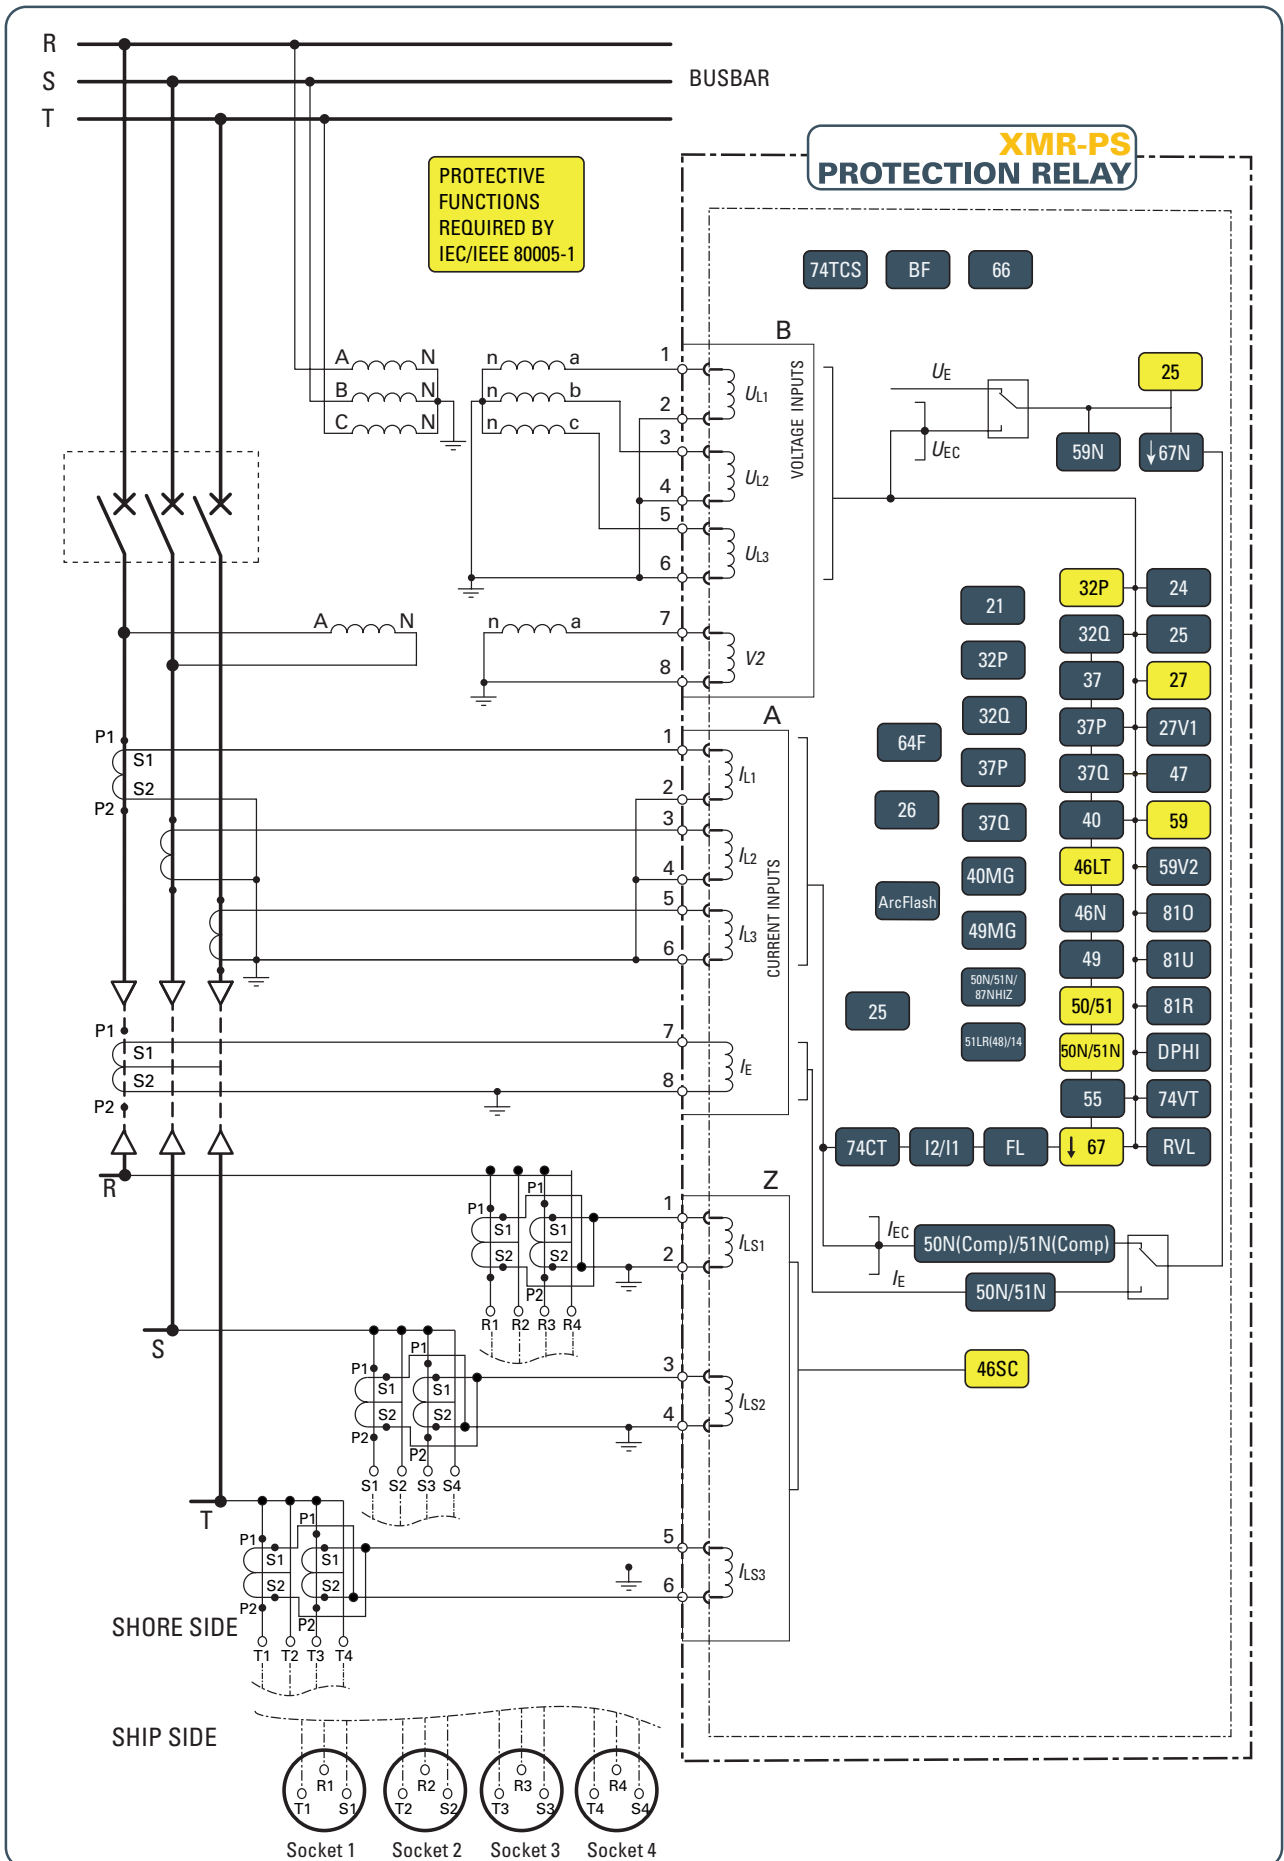 R
S
BUSBAR
T
XMR-PS
PROTECTION RELAY
PROTECTIVE
FUNCTIONS
REQUIRED BY
IEC/IEEE 80005-1
74TCS BF 66
B
VOLTAGE INPUTS
A N n a 1
B N n b 2
C N n c 3
4
5
6
UL1
UL2
UL3
UE
UEC
25
59N
↓67N
A N n a 7
8
V2
A
CURRENT INPUTS
P1
S1
S2
P2
1
2
3
4
5
6
IL1
IL2
IL3
P1
S1
S2
P2
7
8
IE
21
32P
32Q
37P
37Q
40MG
49MG
50N/51N/
87NHIZ
51LR(48)/14
64F
26
ArcFlash
25
32P 24
32Q 25
37 27
37P 27V1
37Q 47
40 59
46LT 59V2
46N 81O
49 81U
50/51 81R
50N/51N DPHI
55 74VT
74CT I2/I1 FL ↓ 67 RVL
R
Z
P1 P1
S1 S1
S2 S2
P2
R1 R2 R3 R4
1
2
ILS1
IEC
50N(Comp)/51N(Comp)
IE
50N/51N
S
P1 P1
S1 S1
S2 S2
P2 P2
S1 S2 S3 S4
3
4
ILS2
46SC
T
P1 P1
S1 S1
S2 S2
P2 P2
T1 T2 T3 T4
5
6
ILS3
SHORE SIDE
SHIP SIDE
R1 R2 R3 R4
T1 S1 T2 S2 T3 S3 T4 S4
Socket 1 Socket 2 Socket 3 Socket 4